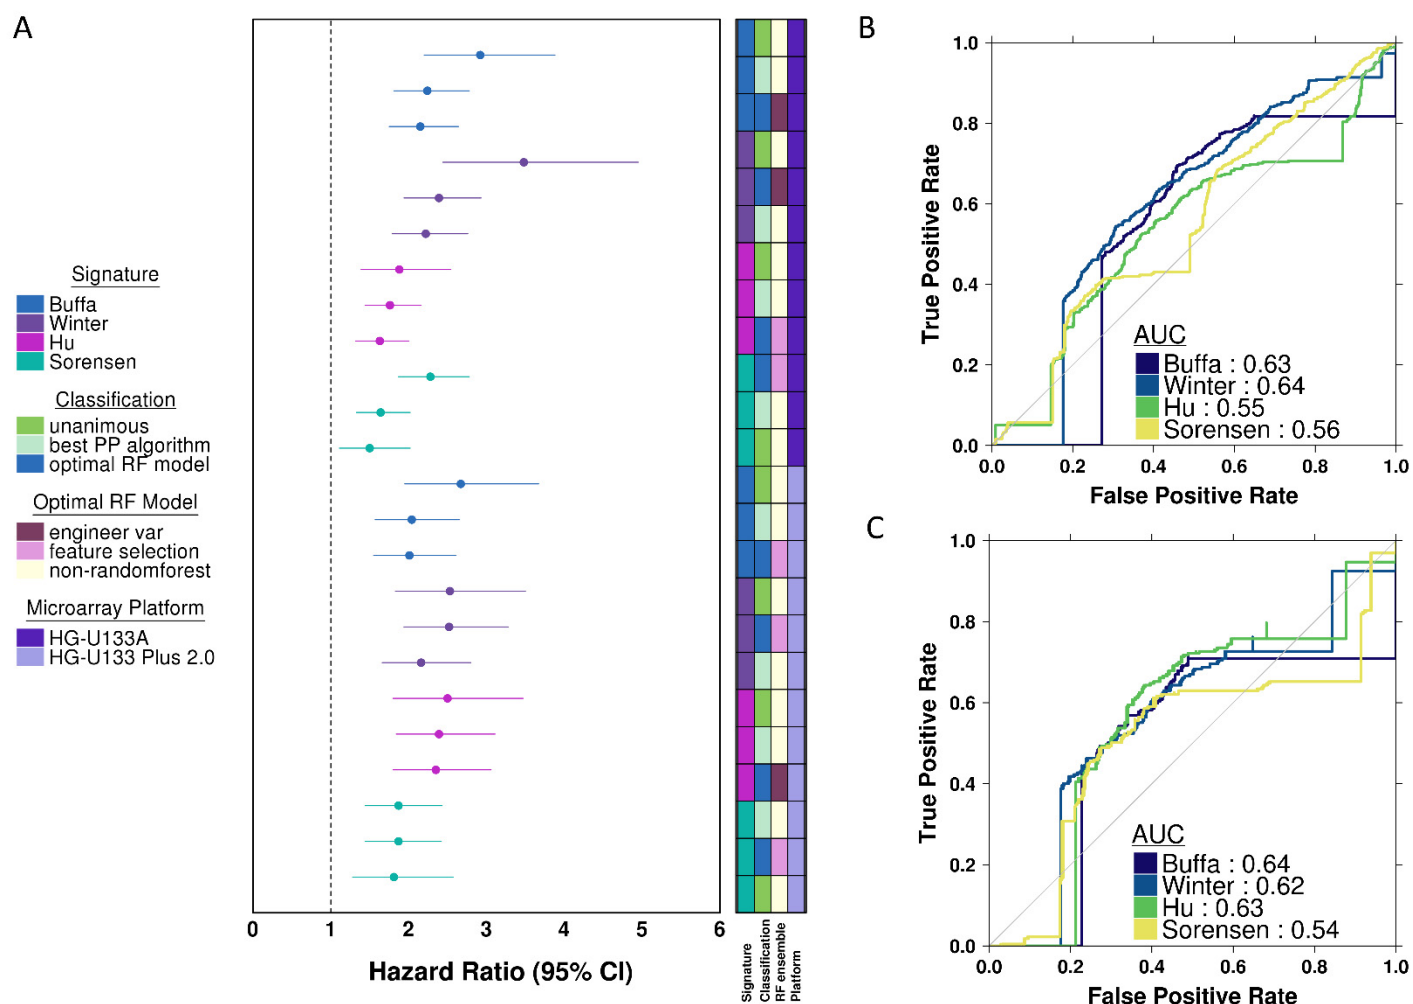 A
Signature
Buffa
Winter
Hu
Sorensen
Classification
unanimous
best PP algorithm
optimal RF model
Optimal RF Model
engineer var
feature selection
non-randomforest
Microarray Platform
HG-U133A
HG-U133 Plus 2.0
0 1 2 3 4 5 6
Hazard Ratio (95% CI)
Signature
Classification
RF ensemble
Platform
B
True Positive Rate
1.0
0.8
0.6
0.4
0.2
0.0
AUC
Buffa : 0.63
Winter : 0.64
Hu : 0.55
Sorensen : 0.56
0.0 0.2 0.4 0.6 0.8 1.0
False Positive Rate
C
True Positive Rate
1.0
0.8
0.6
0.4
0.2
0.0
AUC
Buffa : 0.64
Winter : 0.62
Hu : 0.63
Sorensen : 0.54
0.0 0.2 0.4 0.6 0.8 1.0
False Positive Rate